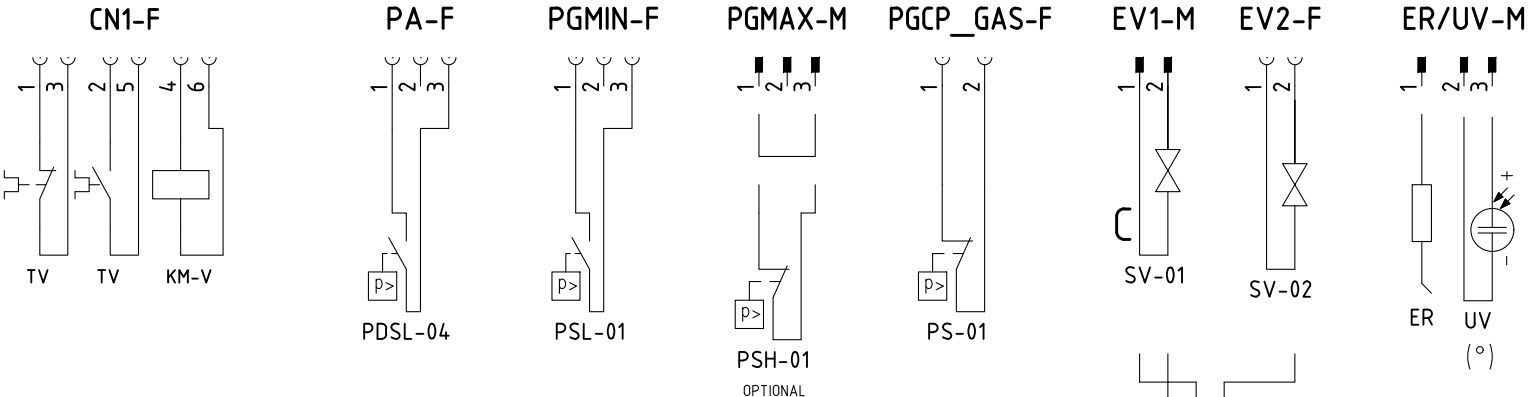 CN1-F PA-F PGMIN-F PGMAX-M PGCP_GAS-F EV1-M EV2-F ER/UV-M
1 3 2 5 4 6 1 2 3 1 2 3 1 2 3 1 2 1 2 1 2 1 2 3
+
-
p> p> p> p>
TV TV KM-V PDSL-04 PSL-01 PSH-01 PS-01 SV-01 SV-02 ER UV
(°)
OPTIONAL